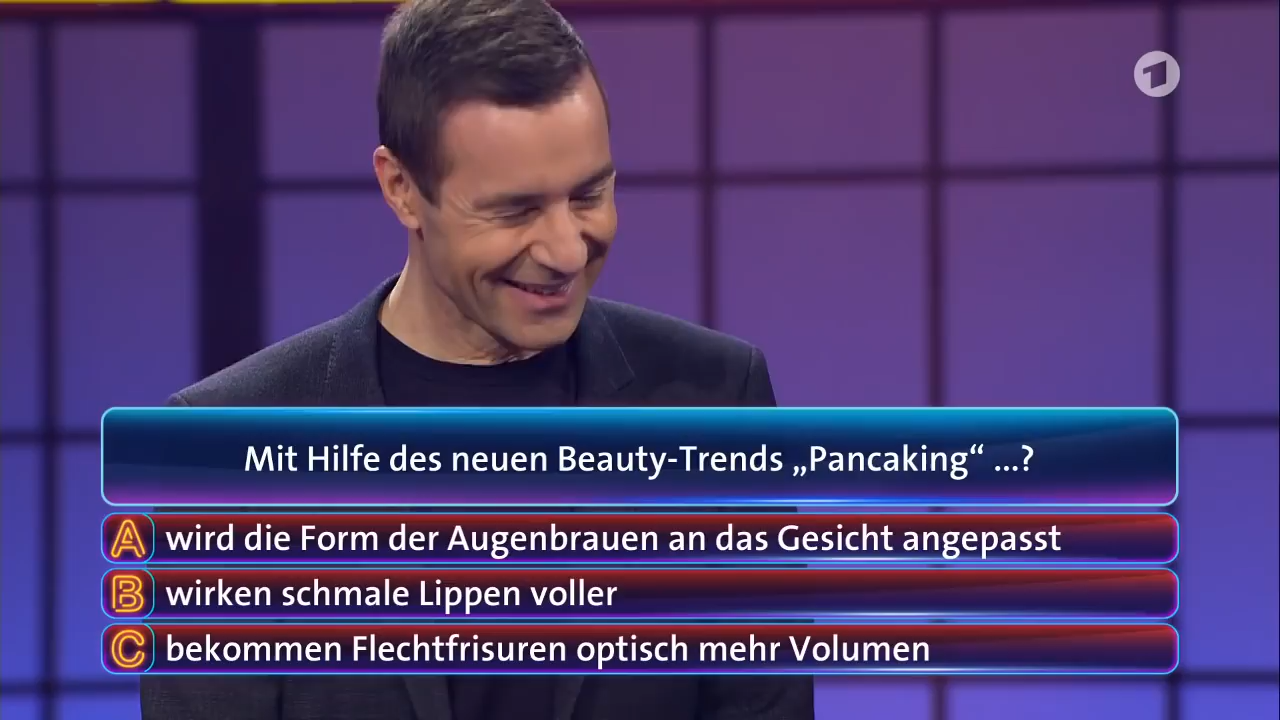 1
Mit Hilfe des neuen Beauty-Trends „Pancaking“ ...?
A wird die Form der Augenbrauen an das Gesicht angepasst
B wirken schmale Lippen voller
C bekommen Flechtfrisuren optisch mehr Volumen